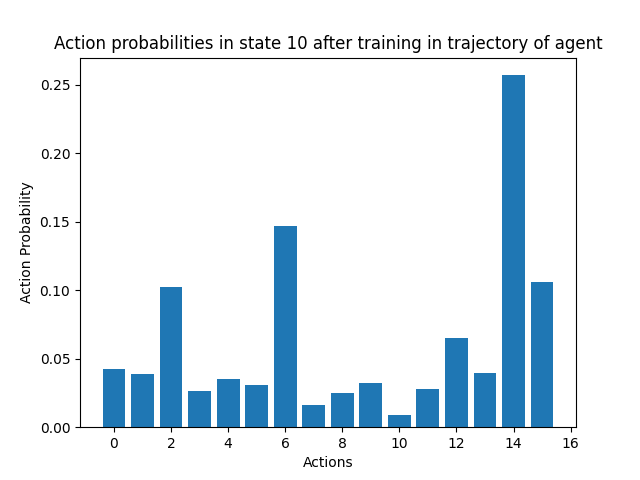 Action probabilities in state 10 after training in trajectory of agent
0.25
0.20
0.15
0.10
0.05
0.00
Action Probability
0 2 4 6 8 10 12 14 16
Actions